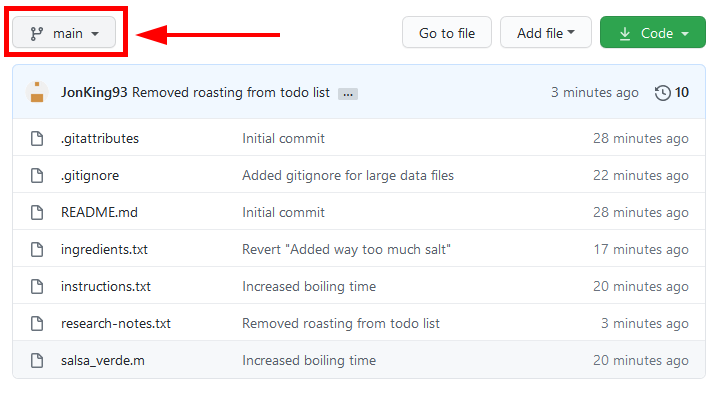 main Go to file Add file Code
JonKing93 Removed roasting from todo list ... 3 minutes ago 10
.gitattributes Initial commit 28 minutes ago
.gitignore Added gitignore for large data files 22 minutes ago
README.md Initial commit 28 minutes ago
ingredients.txt Revert "Added way too much salt" 17 minutes ago
instructions.txt Increased boiling time 20 minutes ago
research-notes.txt Removed roasting from todo list 3 minutes ago
salsa_verde.m Increased boiling time 20 minutes ago